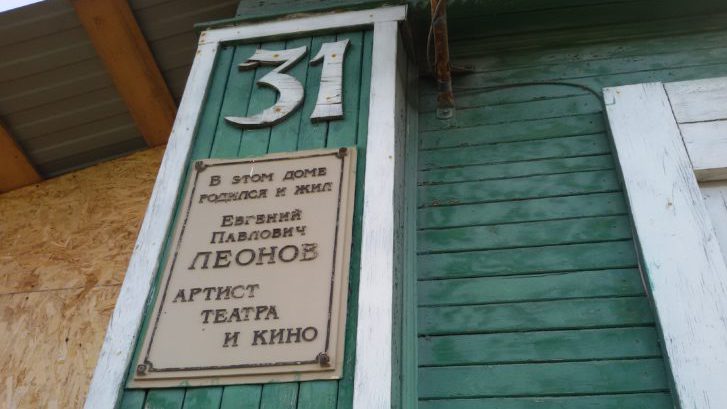 31
В ЭТОМ ДОМЕ
РОДИЛСЯ И ЖИЛ
ЕВГЕНИЙ
ПАВЛОВИЧ
ЛЕОНОВ
АРТИСТ
ТЕАТРА
И КИНО